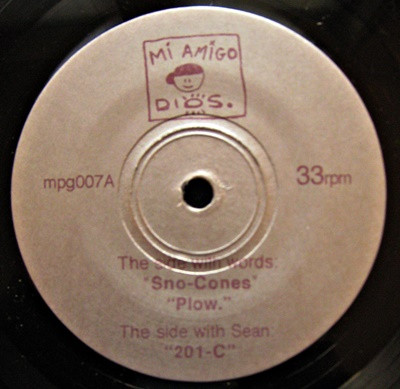 Mi AMiGO
DIOS.
mpg007A
33rpm
The side with words:
"Sno-Cones"
"Plow."
The side with Sean:
"201-C"